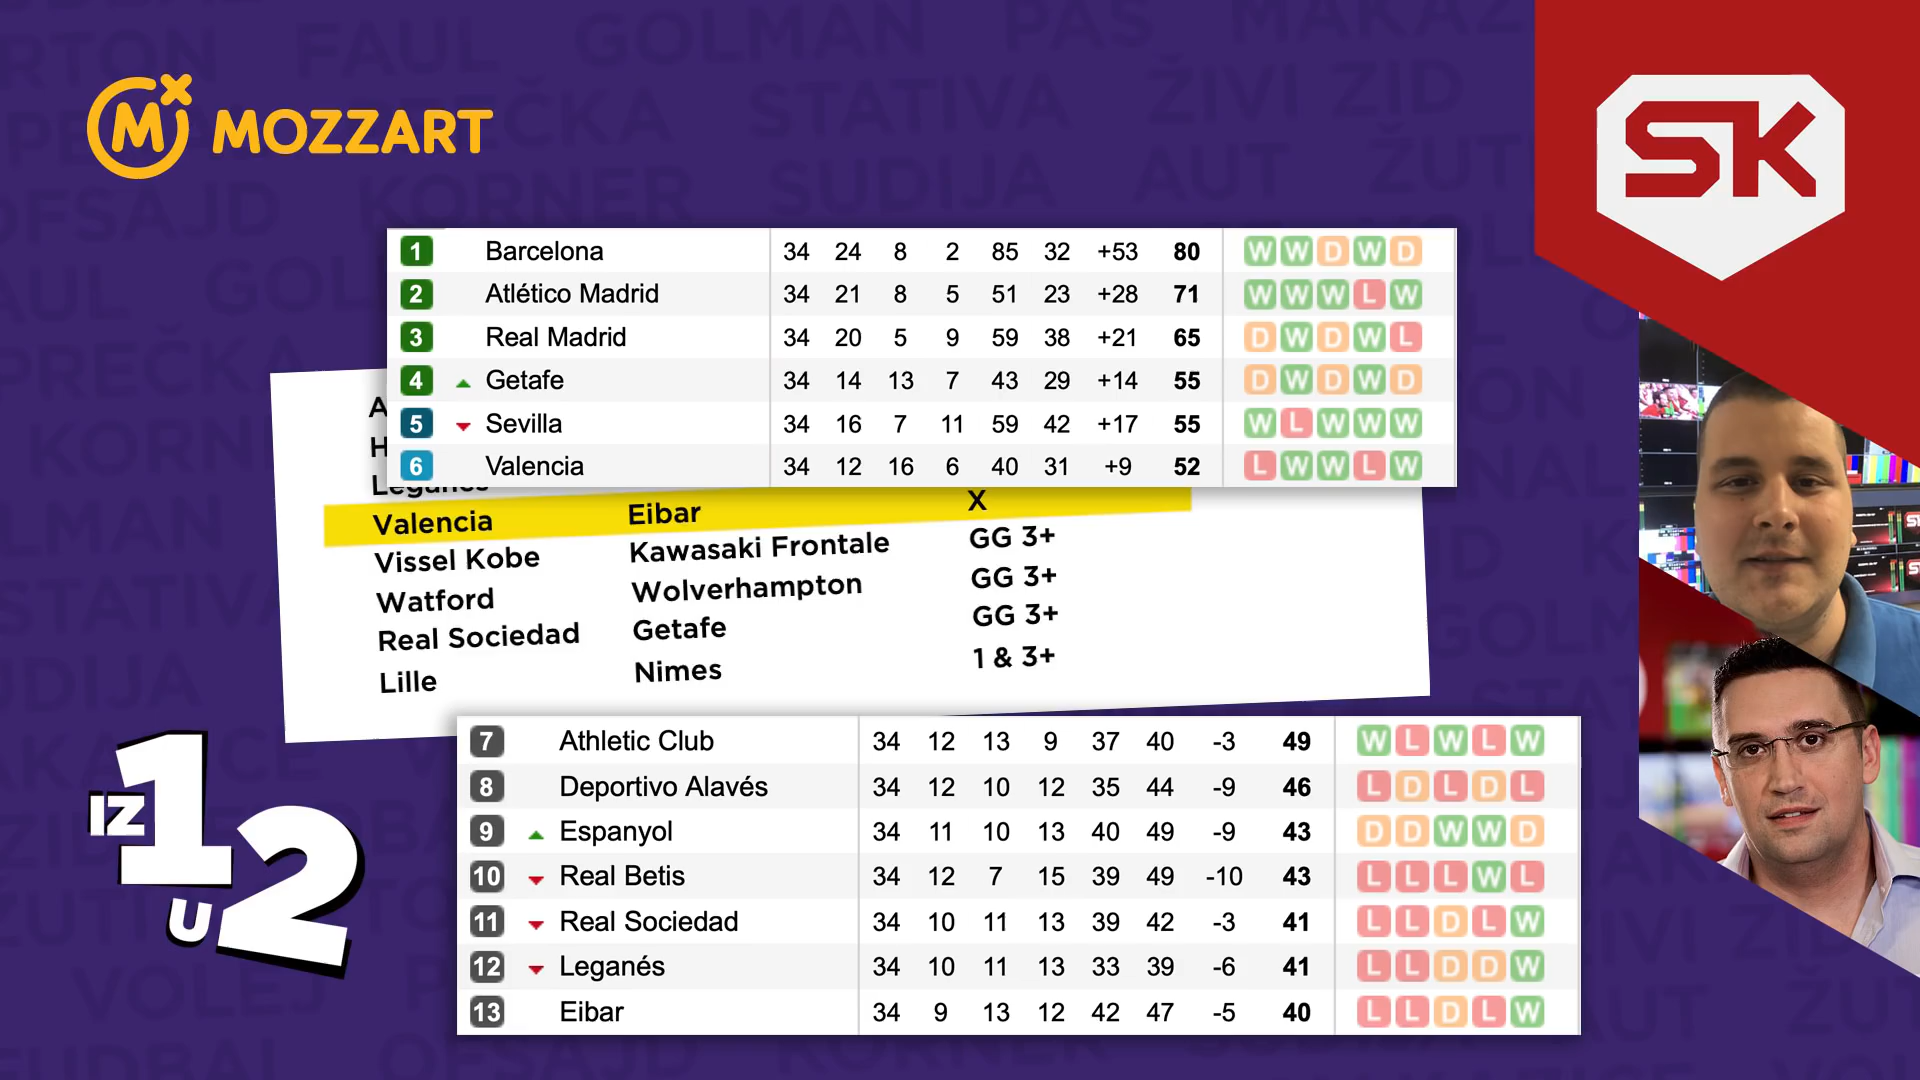 MOZZART
SK
1 Barcelona 34 24 8 2 85 32 +53 80 W W D W D
2 Atlético Madrid 34 21 8 5 51 23 +28 71 W W W L W
3 Real Madrid 34 20 5 9 59 38 +21 65 D W D W L
4 Getafe 34 14 13 7 43 29 +14 55 D W D W D
5 Sevilla 34 16 7 11 59 42 +17 55 W L W W W
6 Valencia 34 12 16 6 40 31 +9 52 L W W L W
A
H
Leganes
Valencia Eibar X
Vissel Kobe Kawasaki Frontale GG 3+
Watford Wolverhampton GG 3+
Real Sociedad Getafe GG 3+
Lille Nimes 1 & 3+
IZ 1 U 2
7 Athletic Club 34 12 13 9 37 40 -3 49 W L W L W
8 Deportivo Alavés 34 12 10 12 35 44 -9 46 L D L D L
9 Espanyol 34 11 10 13 40 49 -9 43 D D W W D
10 Real Betis 34 12 7 15 39 49 -10 43 L L L W L
11 Real Sociedad 34 10 11 13 39 42 -3 41 L L D L W
12 Leganés 34 10 11 13 33 39 -6 41 L L D D W
13 Eibar 34 9 13 12 42 47 -5 40 L L D L W